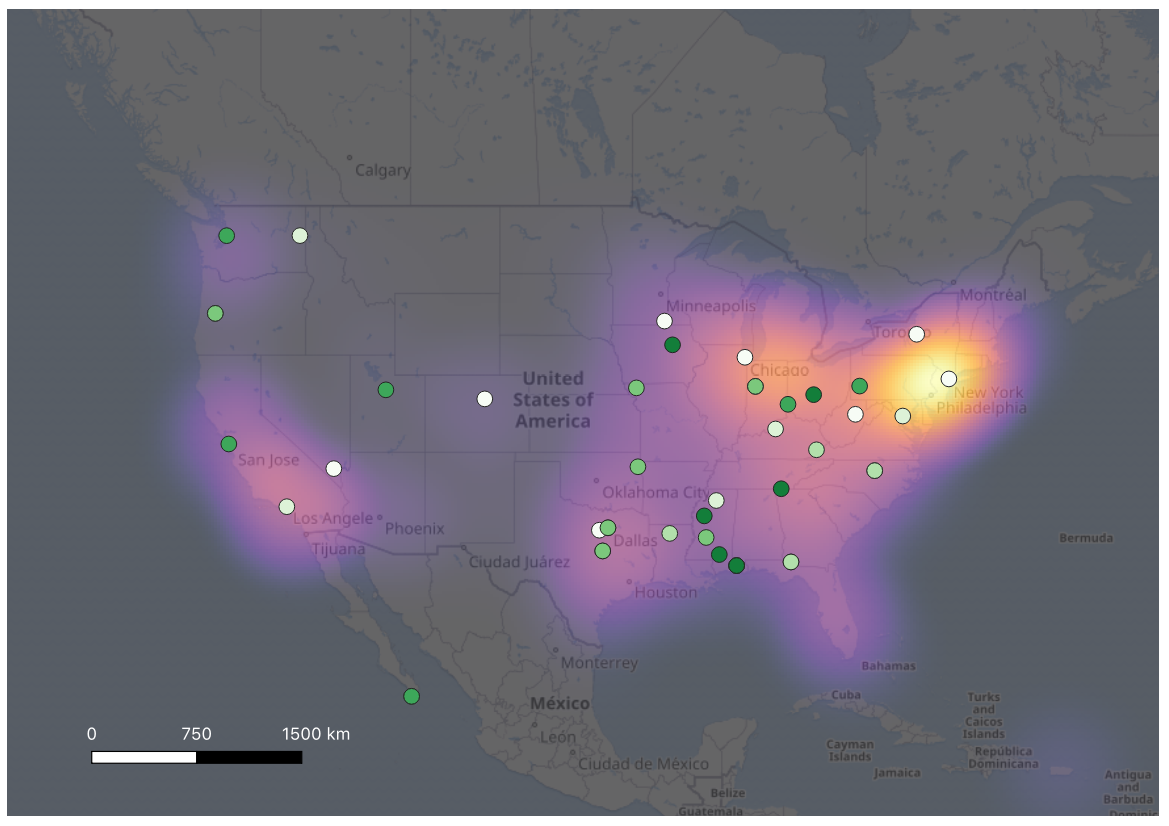 Calgary
Minneapolis
Montréal
Toronto
Chicago
New York
Philadelphia
United
States of
America
San Jose
Oklahoma City
Los Angele
Phoenix
Dallas
Tijuana
Ciudad Juárez
Bermuda
Houston
Monterrey
Bahamas
Cuba
México
Turks
and
Caicos
Islands
0 750 1500 km
León
Cayman
Islands
República
Dominicana
Ciudad de México
Jamaica
Antigua
and
Barbuda
Belize
Guatemala